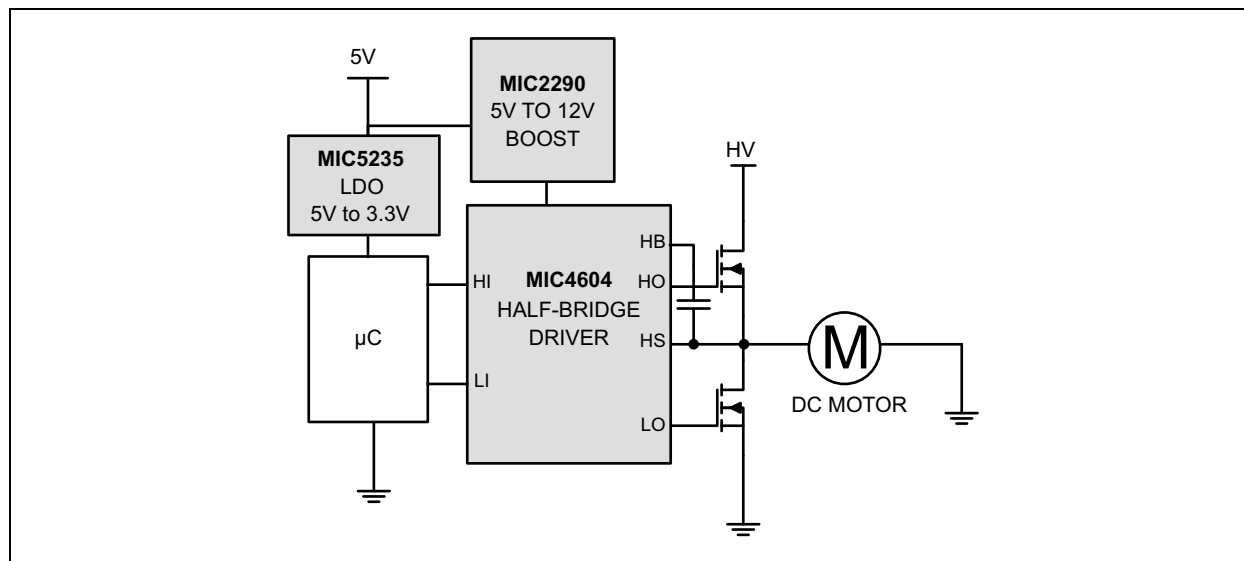 5V
MIC2290
5V TO 12V
BOOST
MIC5235
LDO
5V to 3.3V
HV
HB
HI
MIC4604
HO
HALF-BRIDGE
DRIVER
µC
HS
M
LI
DC MOTOR
LO